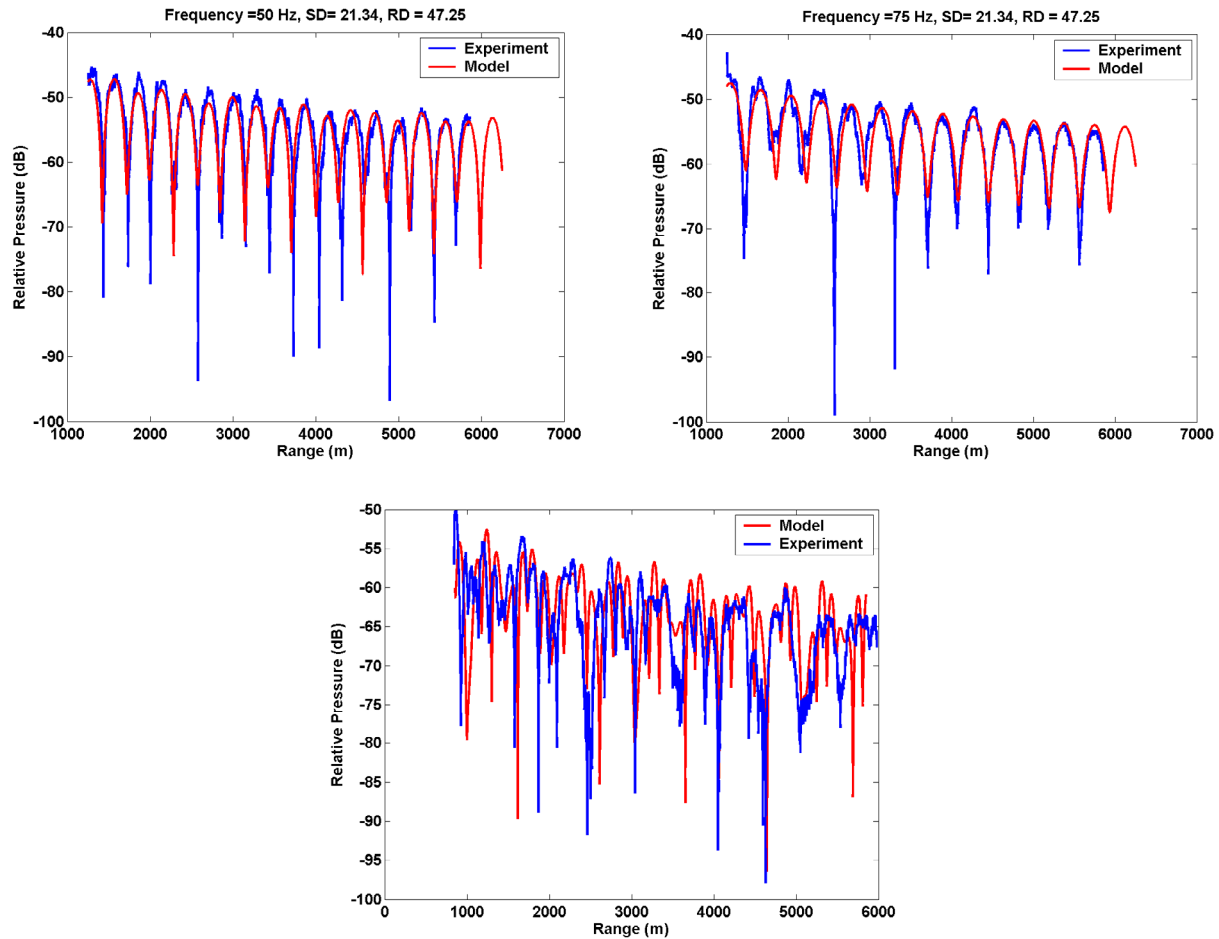 Frequency =50 Hz, SD= 21.34, RD = 47.25
-40
-50
-60
-70
-80
-90
-100
Relative Pressure (dB)
Experiment
Model
1000 2000 3000 4000 5000 6000 7000
Range (m)
Frequency =75 Hz, SD= 21.34, RD = 47.25
-40
-50
-60
-70
-80
-90
-100
Relative Pressure (dB)
Experiment
Model
1000 2000 3000 4000 5000 6000 7000
Range (m)
-50
-55
-60
-65
-70
-75
-80
-85
-90
-95
-100
Relative Pressure (dB)
Model
Experiment
0 1000 2000 3000 4000 5000 6000
Range (m)